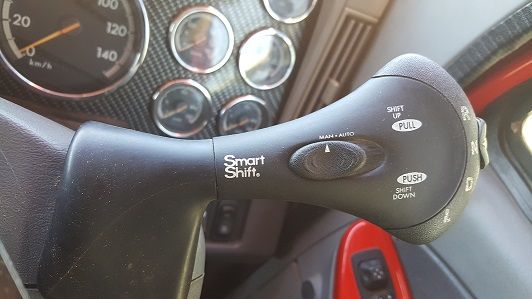 0
20
100
120
140
km/h
Smart
Shift®
MAN • AUTO
SHIFT
UP
PULL
PUSH
SHIFT
DOWN
R
N
D
L